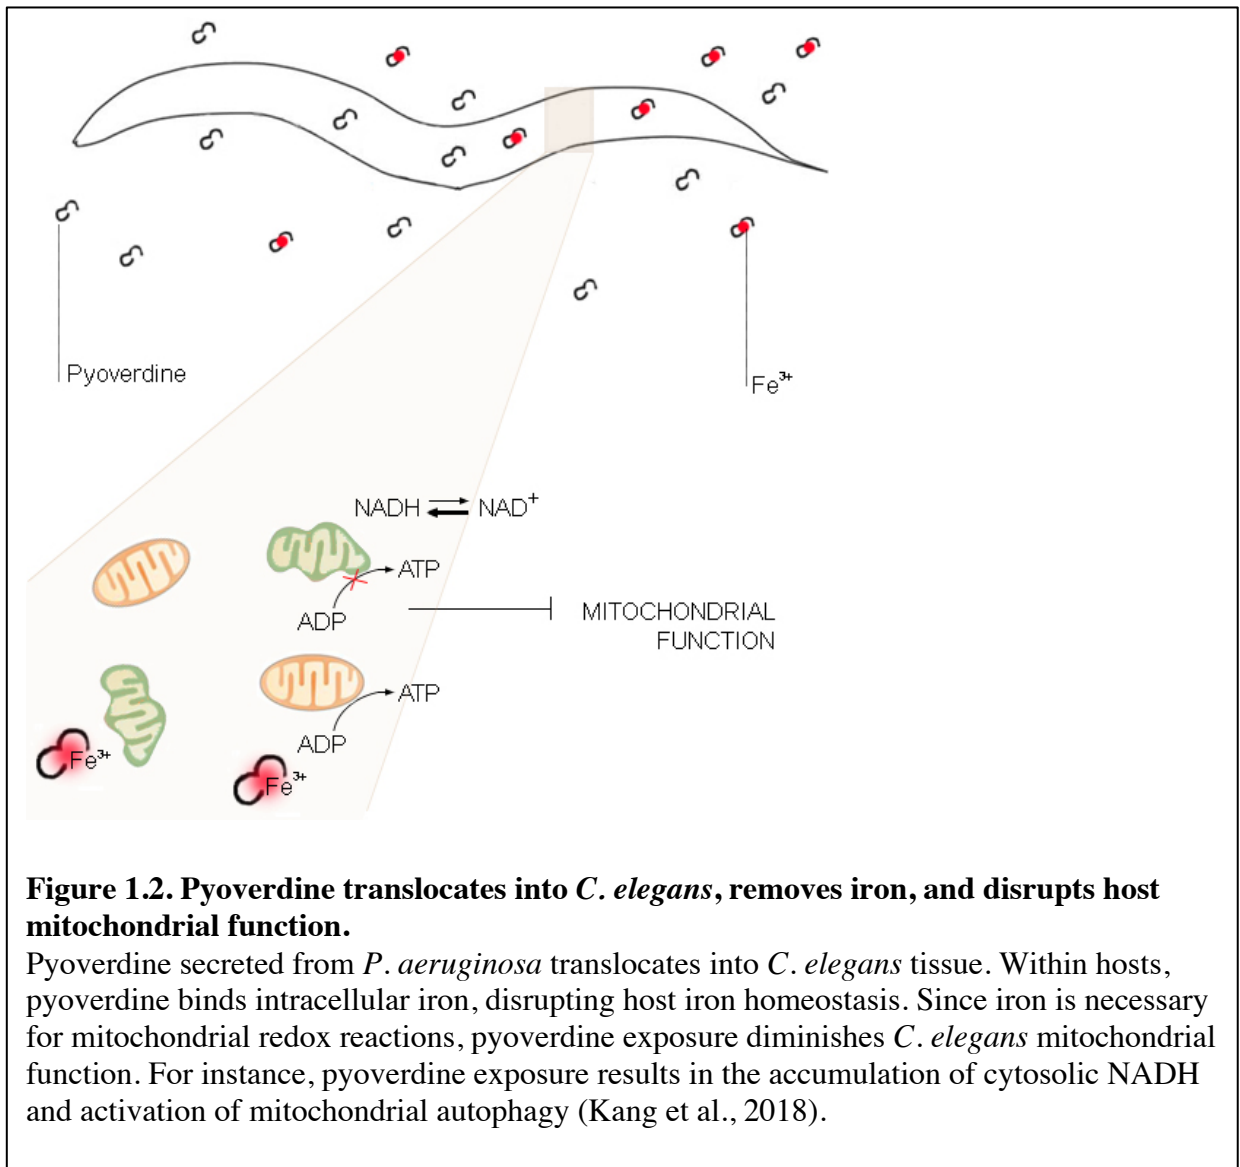 Pyoverdine
Fe³⁺
NADH NAD⁺
ATP
ADP
MITOCHONDRIAL
FUNCTION
ATP
ADP
Fe³⁺
Fe³⁺
Figure 1.2. Pyoverdine translocates into C. elegans, removes iron, and disrupts host
mitochondrial function.
Pyoverdine secreted from P. aeruginosa translocates into C. elegans tissue. Within hosts,
pyoverdine binds intracellular iron, disrupting host iron homeostasis. Since iron is necessary
for mitochondrial redox reactions, pyoverdine exposure diminishes C. elegans mitochondrial
function. For instance, pyoverdine exposure results in the accumulation of cytosolic NADH
and activation of mitochondrial autophagy (Kang et al., 2018).